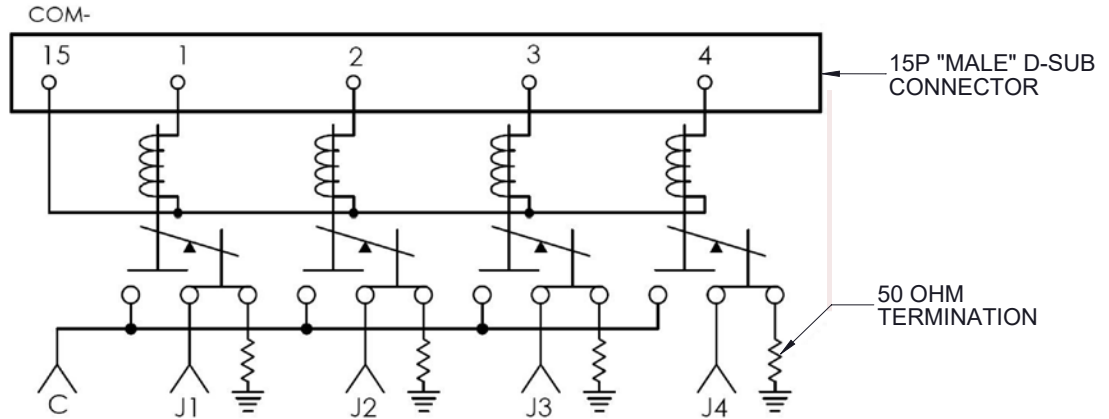 COM-
15 1 2 3 4
15P "MALE" D-SUB
CONNECTOR
50 OHM
TERMINATION
C J1 J2 J3 J4